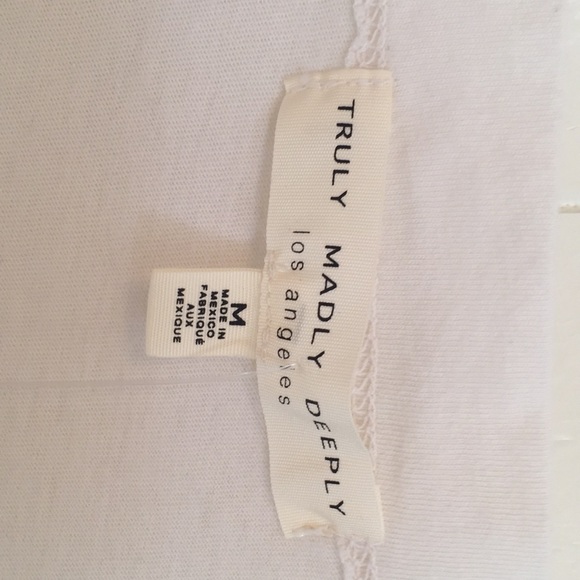 TRULY MADLY DEEPLY
los angeles
M
MADE IN
MEXICO
FABRIQUÉ
AUX
MEXIQUE